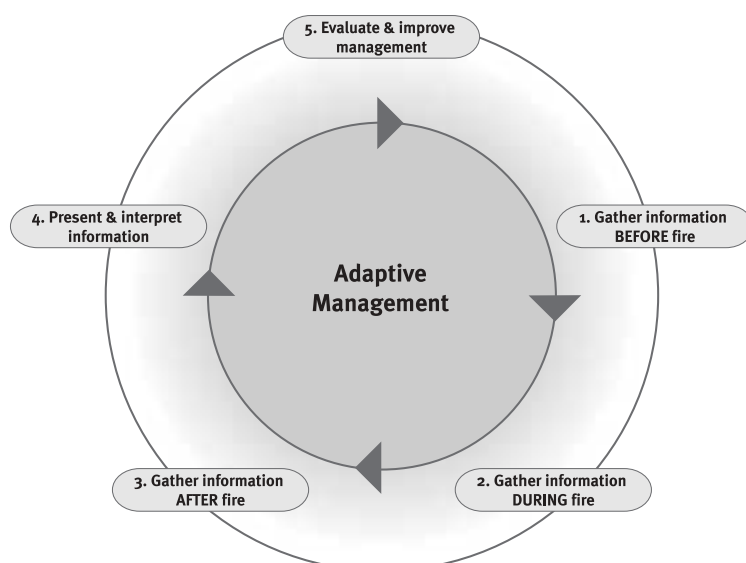 5. Evaluate & improve
management
4. Present & interpret
information
1. Gather information
BEFORE fire
Adaptive
Management
3. Gather information
AFTER fire
2. Gather information
DURING fire